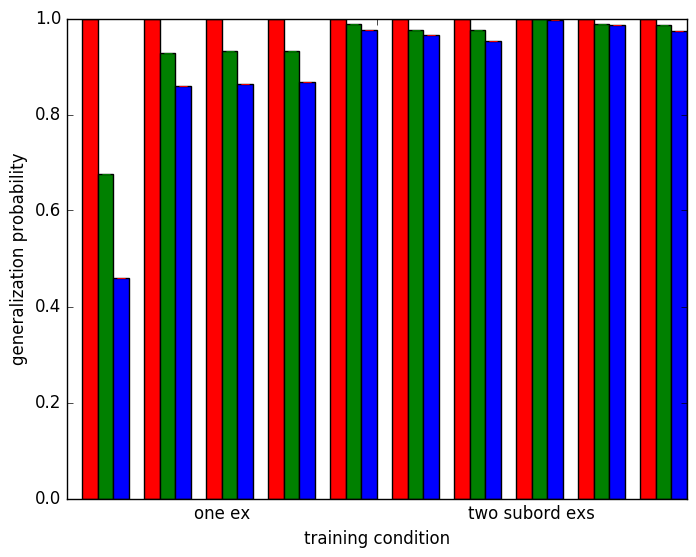 1.0
0.8
0.6
0.4
0.2
0.0
generalization probability
one ex two subord exs
training condition